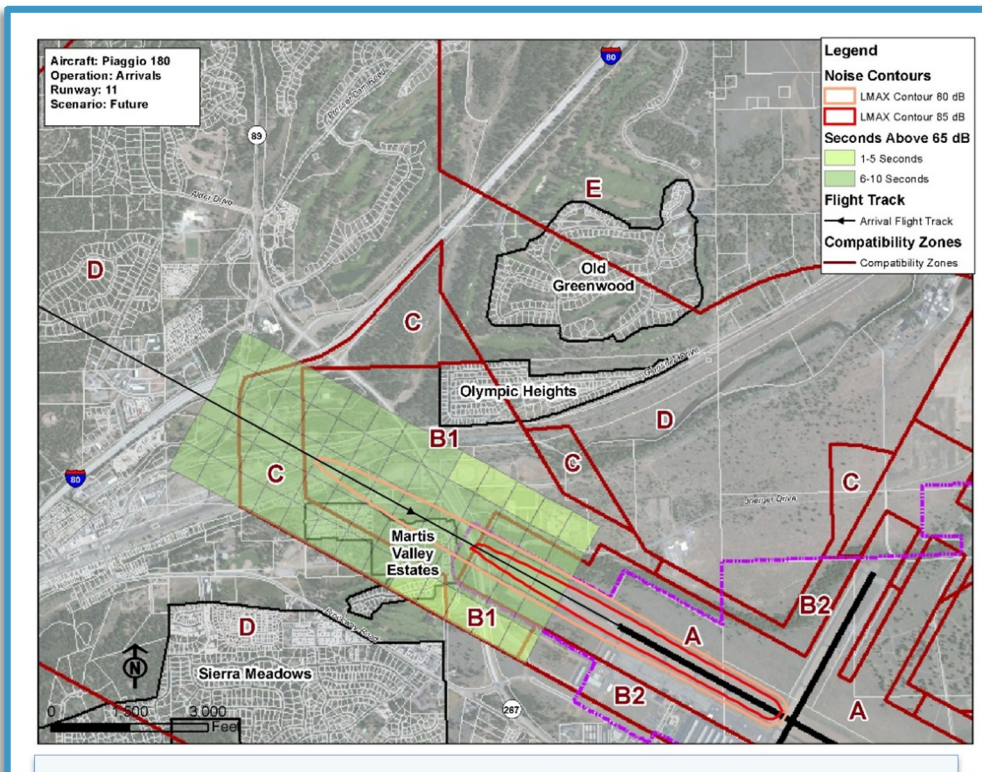 Aircraft: Piaggio 180
Operation: Arrivals
Runway: 11
Scenario: Future
Legend
Noise Contours
LMAX Contour 80 dB
LMAX Contour 85 dB
Seconds Above 65 dB
1-5 Seconds
6-10 Seconds
Flight Track
Arrival Flight Track
Compatibility Zones
Compatibility Zones
80
89
Alder Drive
E
D
Old
Greenwood
C
Olympic Heights
B1
D
C
C
C
80
Martis
Valley
Estates
B1
B2
A
D
Sierra Meadows
N
0 1,500 3,000
Feet
267
B2
A